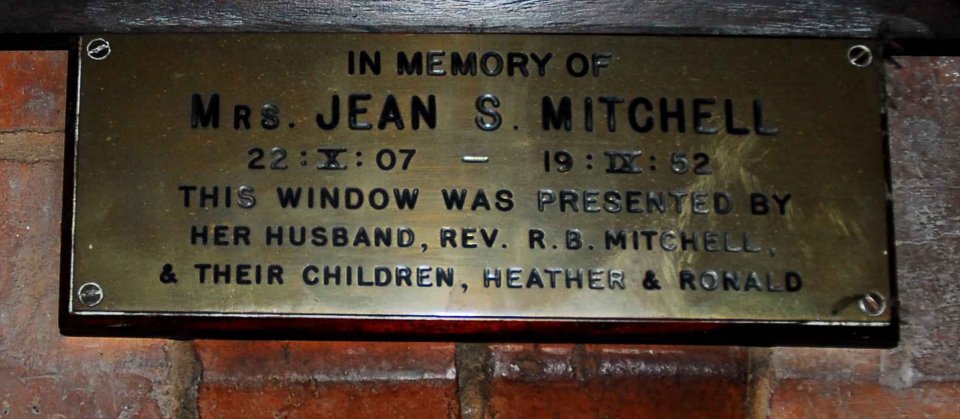 IN MEMORY OF
MRS. JEAN S. MITCHELL
22 : X : 07 – 19 : IX : 52
THIS WINDOW WAS PRESENTED BY
HER HUSBAND, REV. R.B. MITCHELL,
& THEIR CHILDREN, HEATHER & RONALD